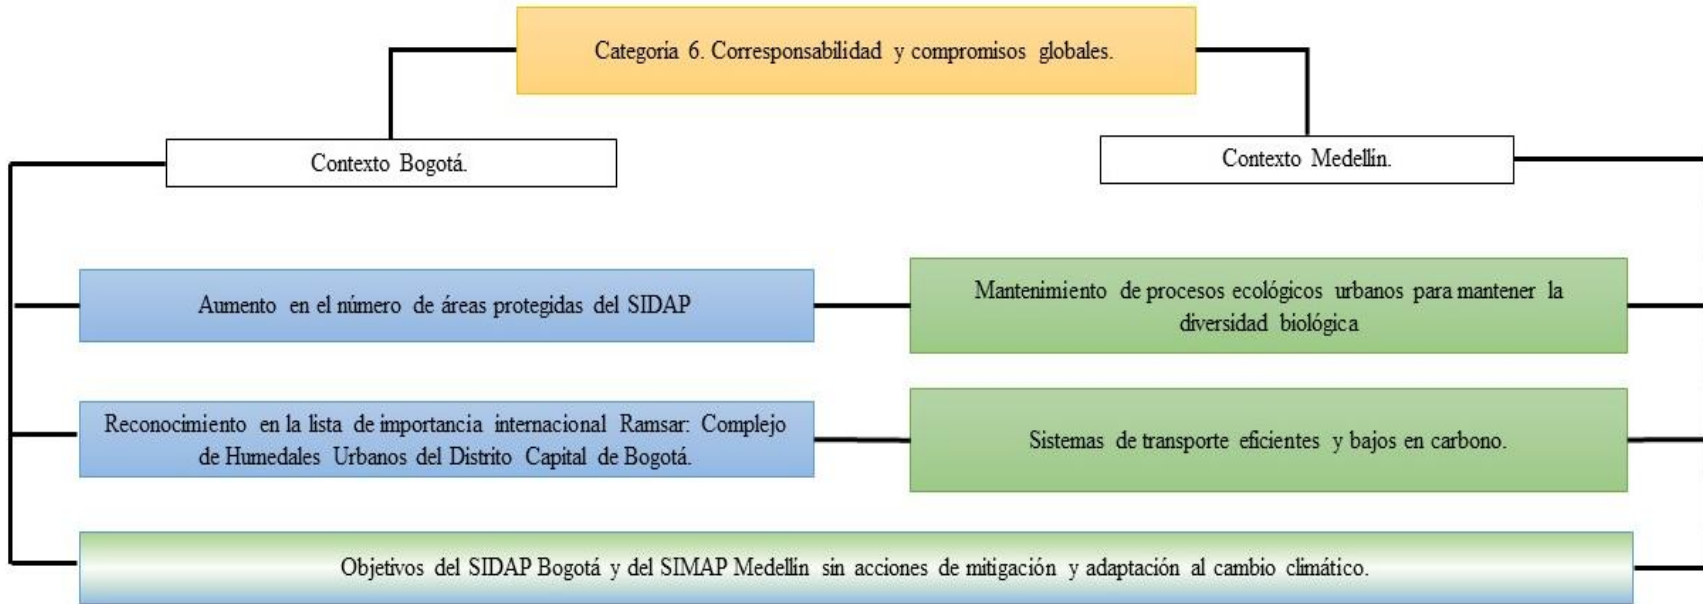 Categoría 6. Corresponsabilidad y compromisos globales.
Contexto Bogotá.
Contexto Medellín.
Aumento en el número de áreas protegidas del SIDAP
Mantenimiento de procesos ecológicos urbanos para mantener la
diversidad biológica
Reconocimiento en la lista de importancia internacional Ramsar: Complejo
de Humedales Urbanos del Distrito Capital de Bogotá.
Sistemas de transporte eficientes y bajos en carbono.
Objetivos del SIDAP Bogotá y del SIMAP Medellín sin acciones de mitigación y adaptación al cambio climático.